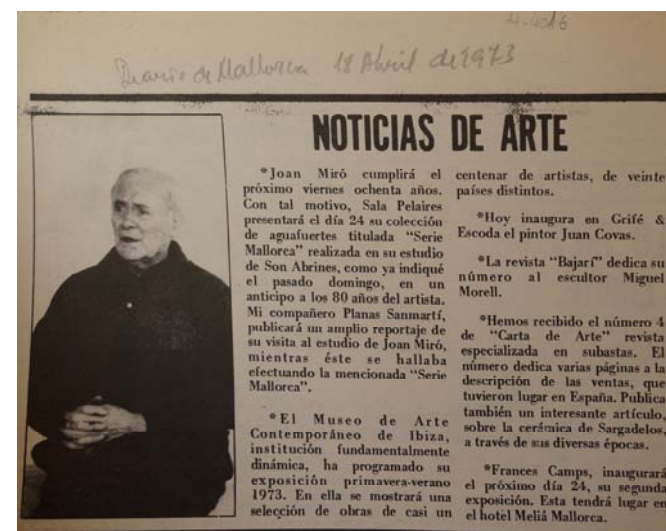 H-4016
Diario de Mallorca 18 Abril de 1973
NOTICIAS DE ARTE
*Joan Miró cumplirá el
próximo viernes ochenta años.
Con tal motivo, Sala Pelaires
presentará el día 24 su colección
de aguafuertes titulada “Serie
Mallorca” realizada en su estudio
de Son Abrines, como ya indiqué
el pasado domingo, en un
anticipo a los 80 años del artista.
Mi compañero Planas Sanmartí,
publicará un amplio reportaje de
su visita al estudio de Joan Miró,
mientras éste se hallaba
efectuando la mencionada “Serie
Mallorca”.
*El Museo de Arte
Contemporáneo de Ibiza,
institución fundamentalmente
dinámica, ha programado su
exposición primavera-verano
1973. En ella se mostrará una
selección de obras de casi un
centenar de artistas, de veinte
países distintos.
*Hoy inaugura en Grifé &
Escoda el pintor Juan Covas.
*La revista “Bajarí” dedica su
número al escultor Miguel
Morell.
*Hemos recibido el número 4
de “Carta de Arte” revista
especializada en subastas. El
número dedica varias páginas a la
descripción de las ventas, que
tuvieron lugar en España. Publica
también un interesante artículo,
sobre la cerámica de Sargadelos,
a través de sus diversas épocas.
*Frances Camps, inaugurará
el próximo día 24, su segunda
exposición. Esta tendrá lugar en
el hotel Meliá Mallorca.